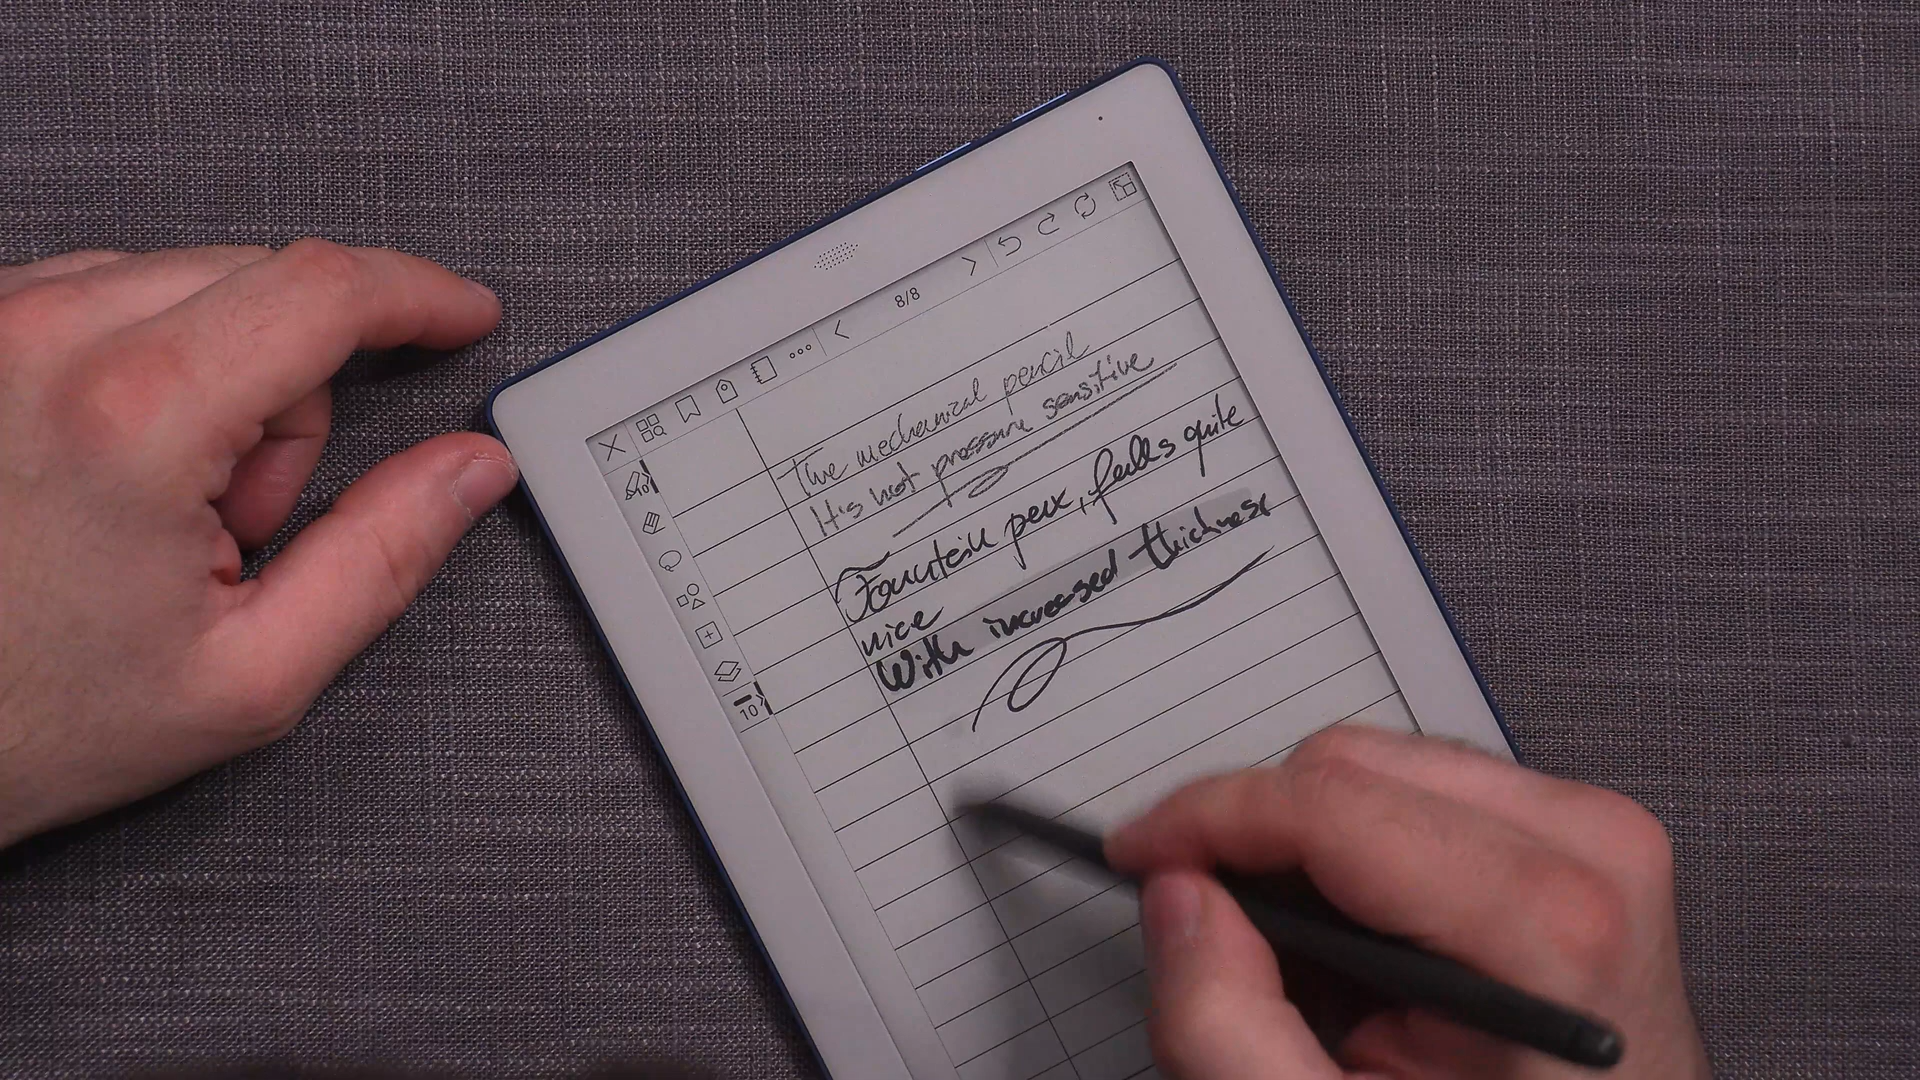 8/8
10
10
The mechanical pencil
It's not pressure sensitive
Fountain pen, feels quite
nice
With increased thickness